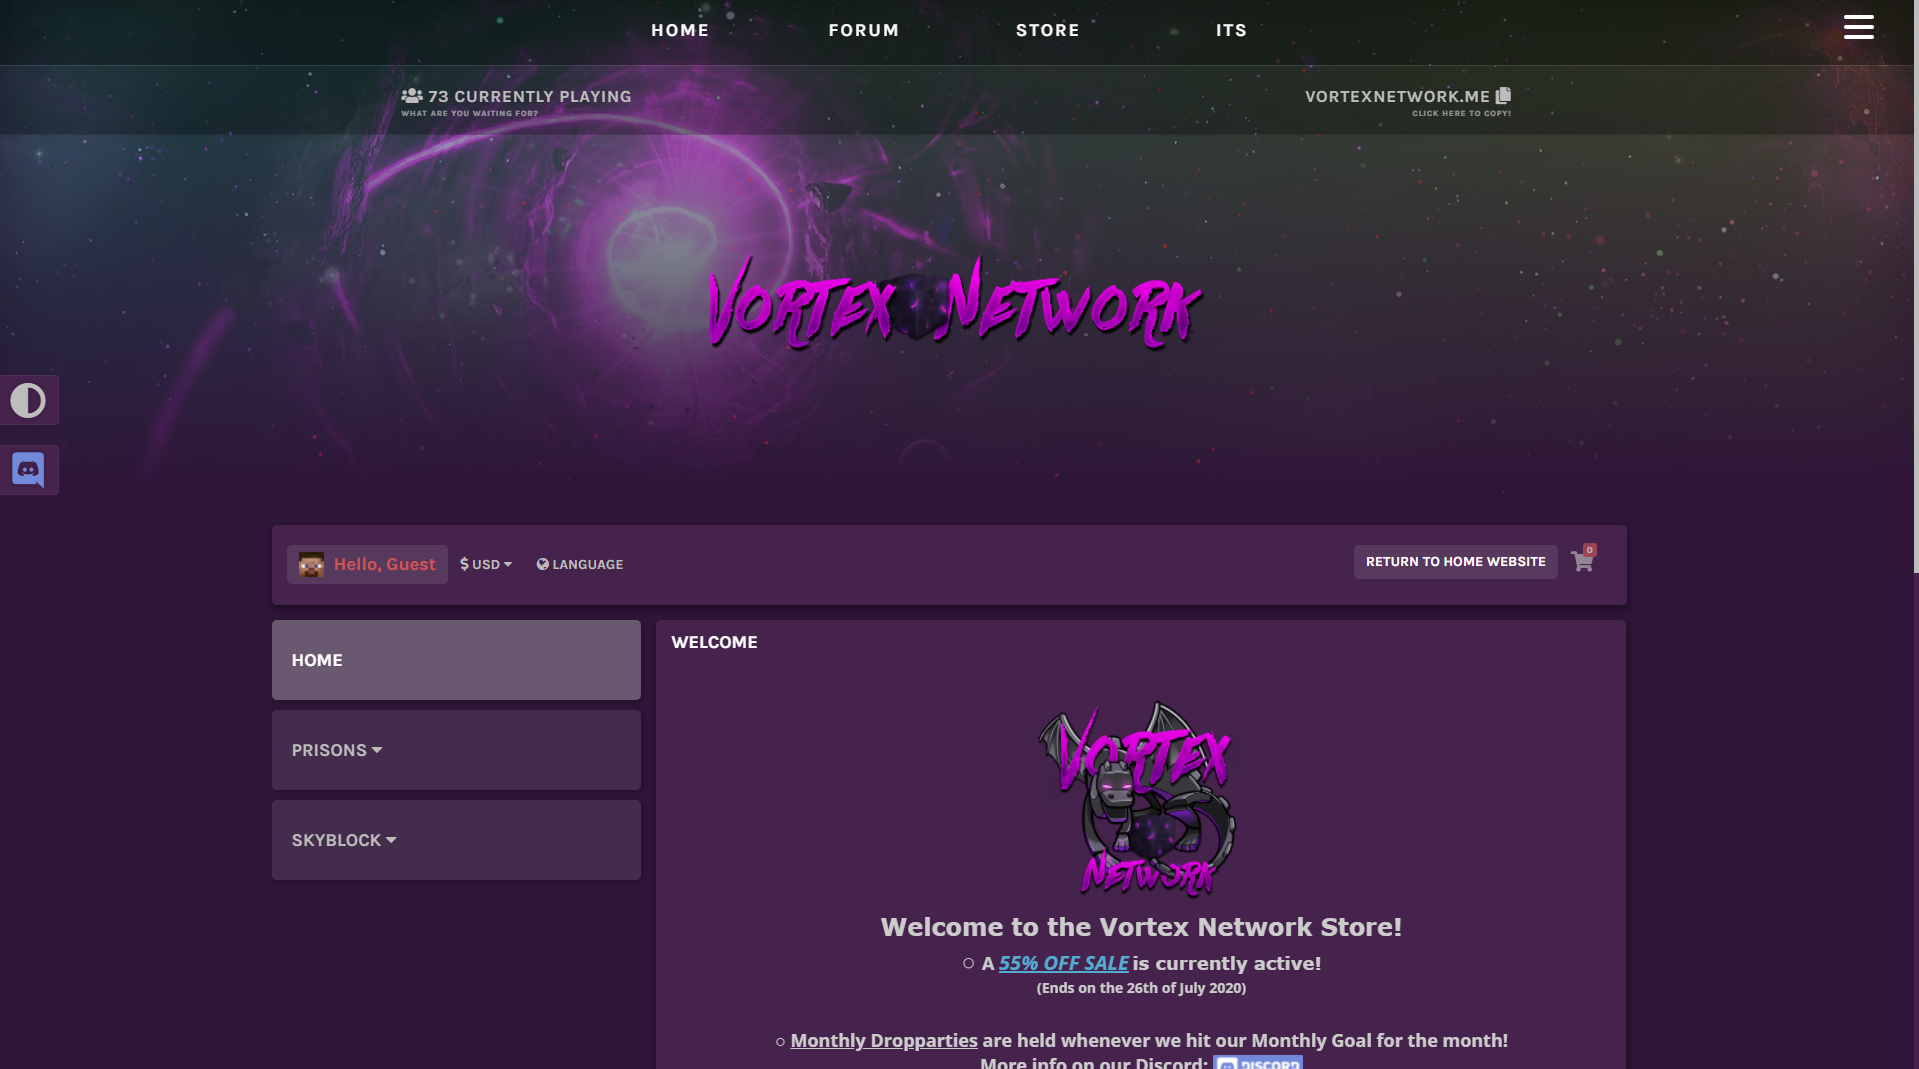 HOME FORUM STORE ITS
73 CURRENTLY PLAYING
WHAT ARE YOU WAITING FOR?
VORTEXNETWORK.ME
CLICK HERE TO COPY!
VORTEX NETWORK
Hello, Guest $ USD LANGUAGE
RETURN TO HOME WEBSITE 0
HOME
PRISONS
SKYBLOCK
WELCOME
VORTEX
NETWORK
Welcome to the Vortex Network Store!
○ A 55% OFF SALE is currently active!
(Ends on the 26th of July 2020)
○ Monthly Dropparties are held whenever we hit our Monthly Goal for the month!
More info on our Discord: DISCORD